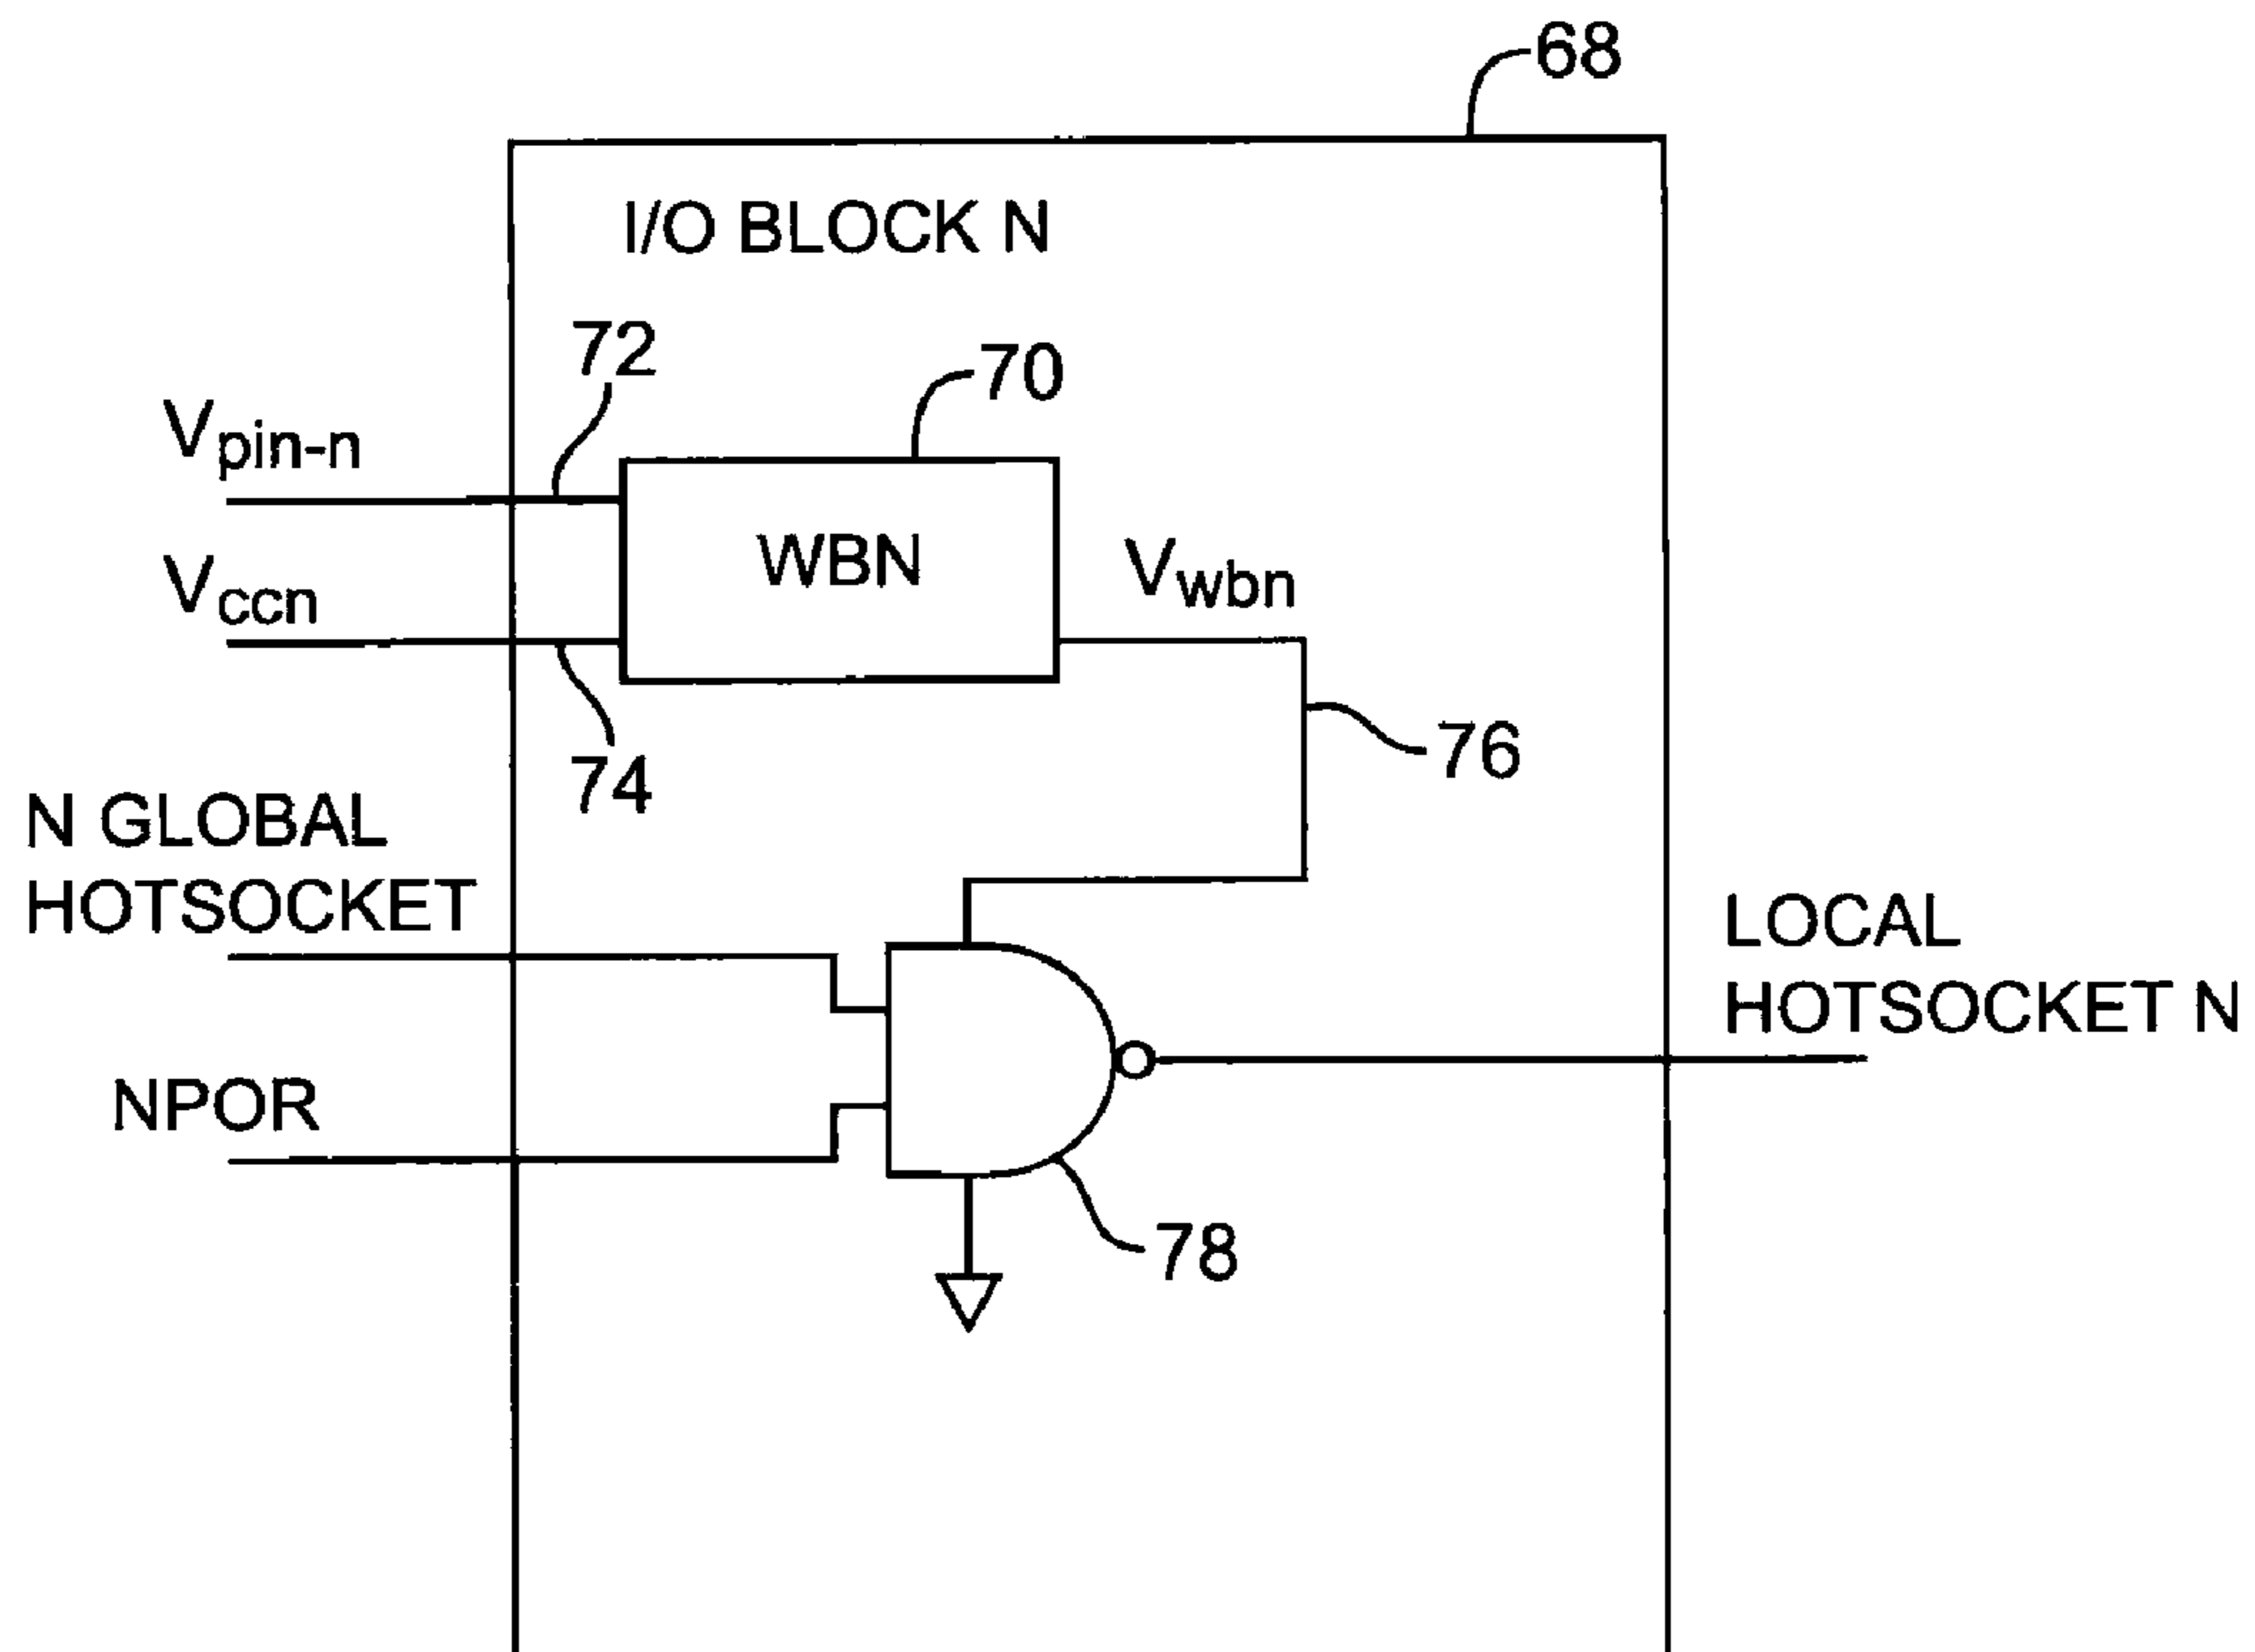 68
I/O BLOCK N
72
70
Vpin-n
WBN
Vccn
Vwbn
76
74
N GLOBAL
HOTSOCKET
LOCAL
HOTSOCKET N
NPOR
78